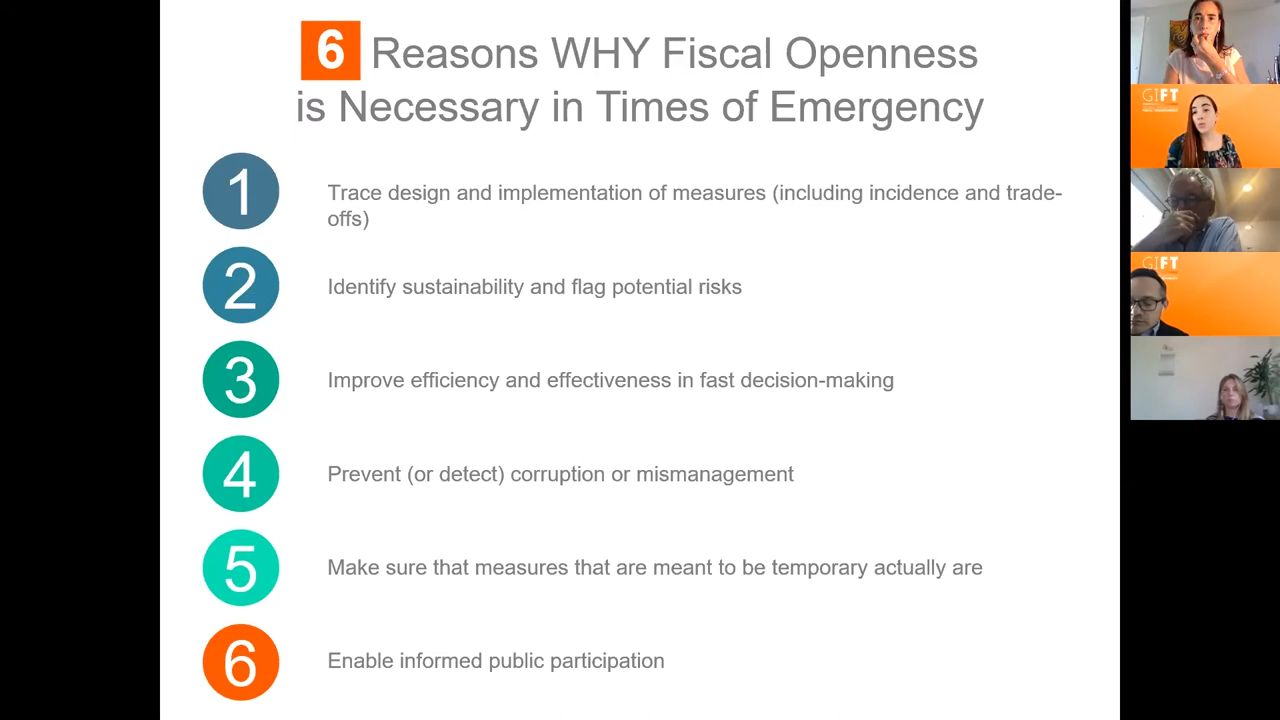 6 Reasons WHY Fiscal Openness
is Necessary in Times of Emergency
1 Trace design and implementation of measures (including incidence and trade-
offs)
2 Identify sustainability and flag potential risks
3 Improve efficiency and effectiveness in fast decision-making
4 Prevent (or detect) corruption or mismanagement
5 Make sure that measures that are meant to be temporary actually are
6 Enable informed public participation
GIFT
GIFT